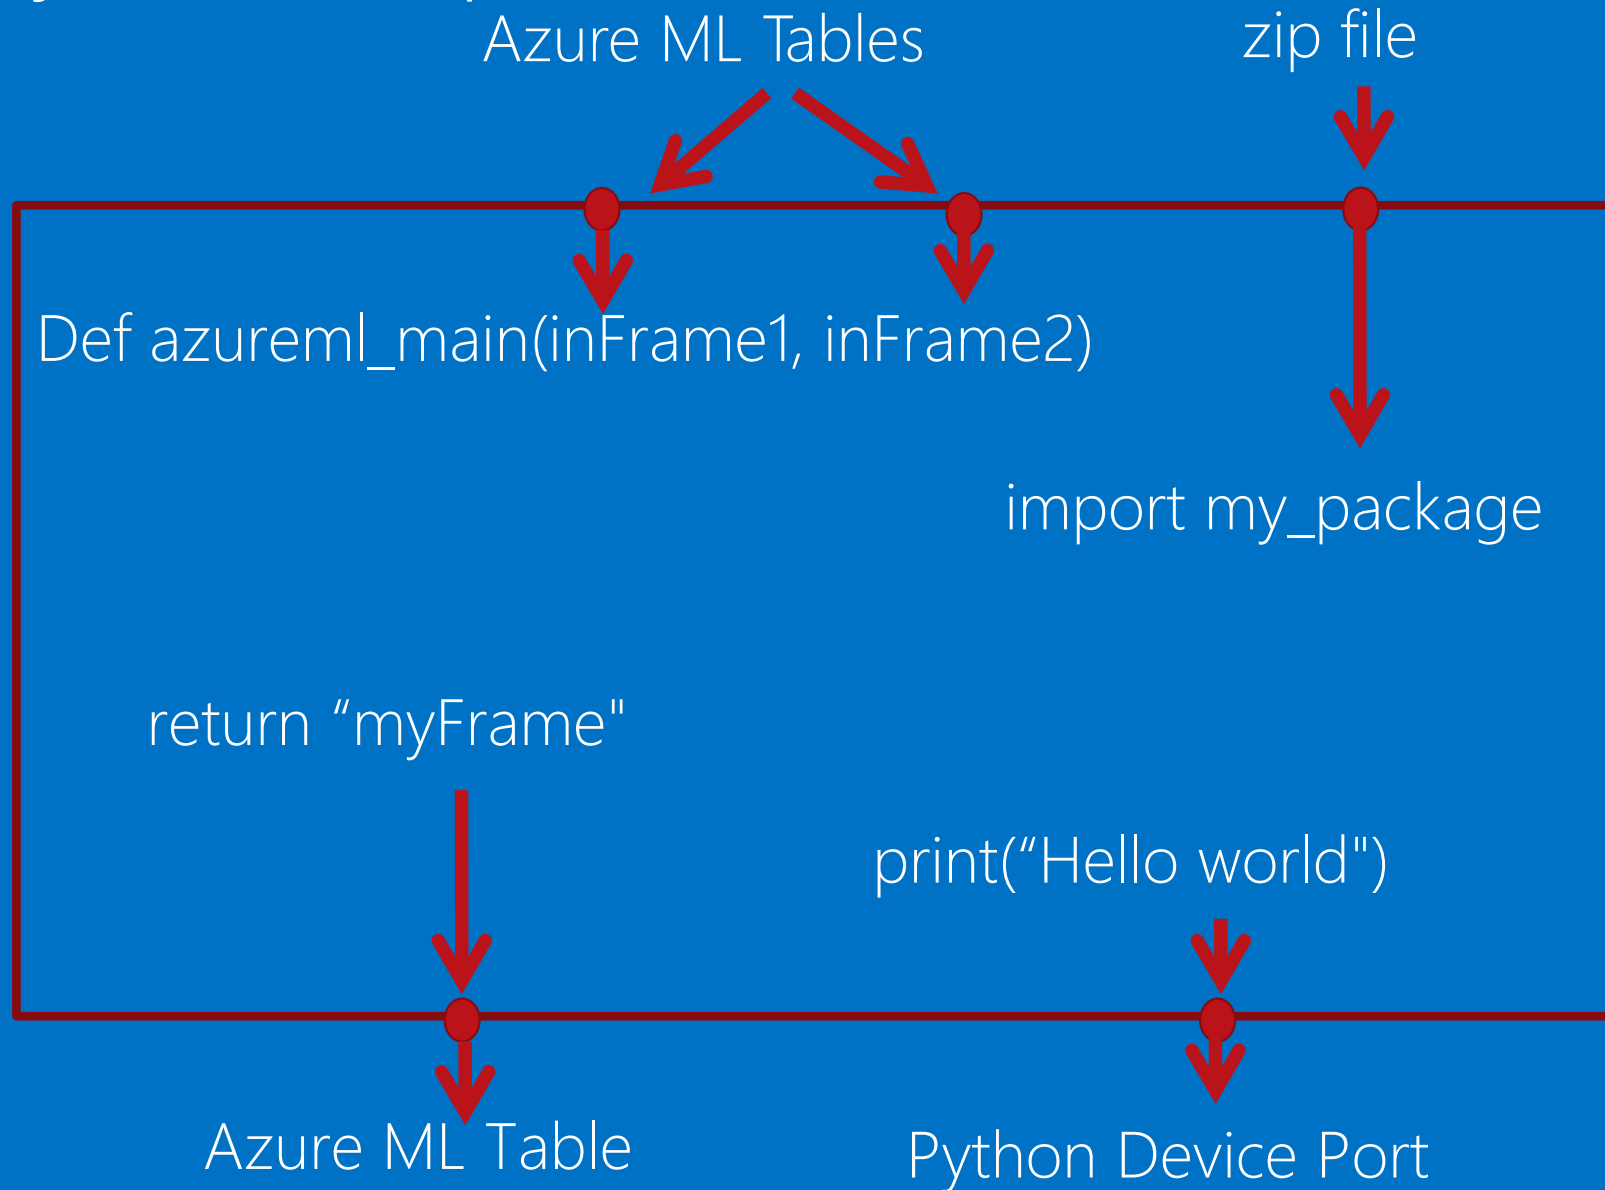 Azure ML Tables
zip file
Def azureml_main(inFrame1, inFrame2)
import my_package
return “myFrame"
print(“Hello world")
Azure ML Table
Python Device Port